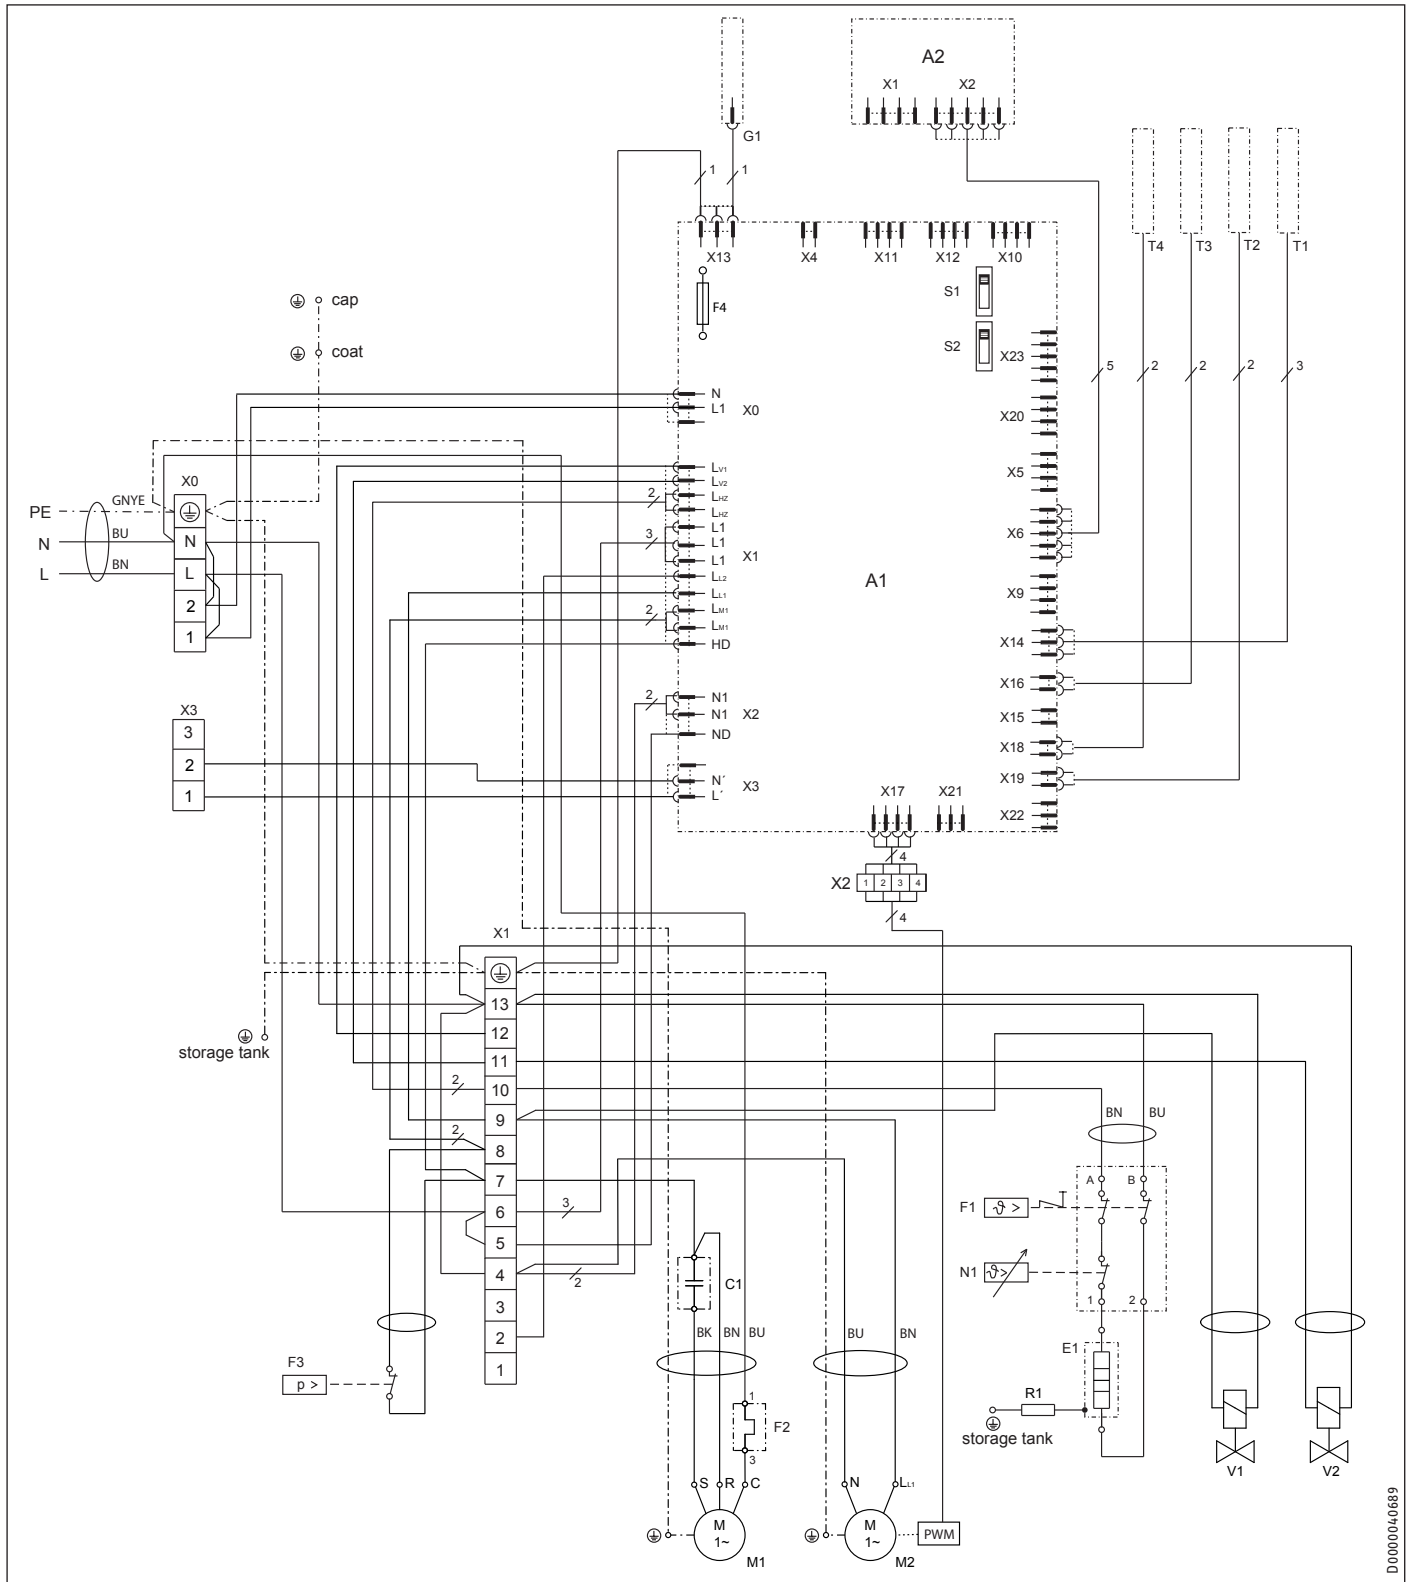 A2
X1 X2
G1
1 1
T4 T3 T2 T1
X13 X4 X11 X12 X10
S1
F4
S2
cap
coat
X23
5 2 2 2 3
N
L1 X0
X20
LV1
LV2
LHZ
LHZ
L1
L1
L1
LL2
LL1
LM1
LM1
HD
X1
2
3
2
X5
X6
A1
X9
X14
X16
X15
X18
X19
X22
X0
PE GNYE
N BU N
L BN L
2
1
X3
3
2
1
2 N1
N1 X2
ND
N´
L´
X3
X17 X21
4
X2 1 2 3 4
4
X1
13
12
11
2 10
9
2 8
7
6 3
5
4 2
3
2
1
storage tank
BN BU
A B
F1 ϑ >
N1 ϑ >
1 2
C1
BK BN BU
BU BN
F3
p >
E1
R1
storage tank
1
F2
3
S R C
N LL1
M
1~
M1
M
1~
M2
PWM
V1 V2
D0000040689